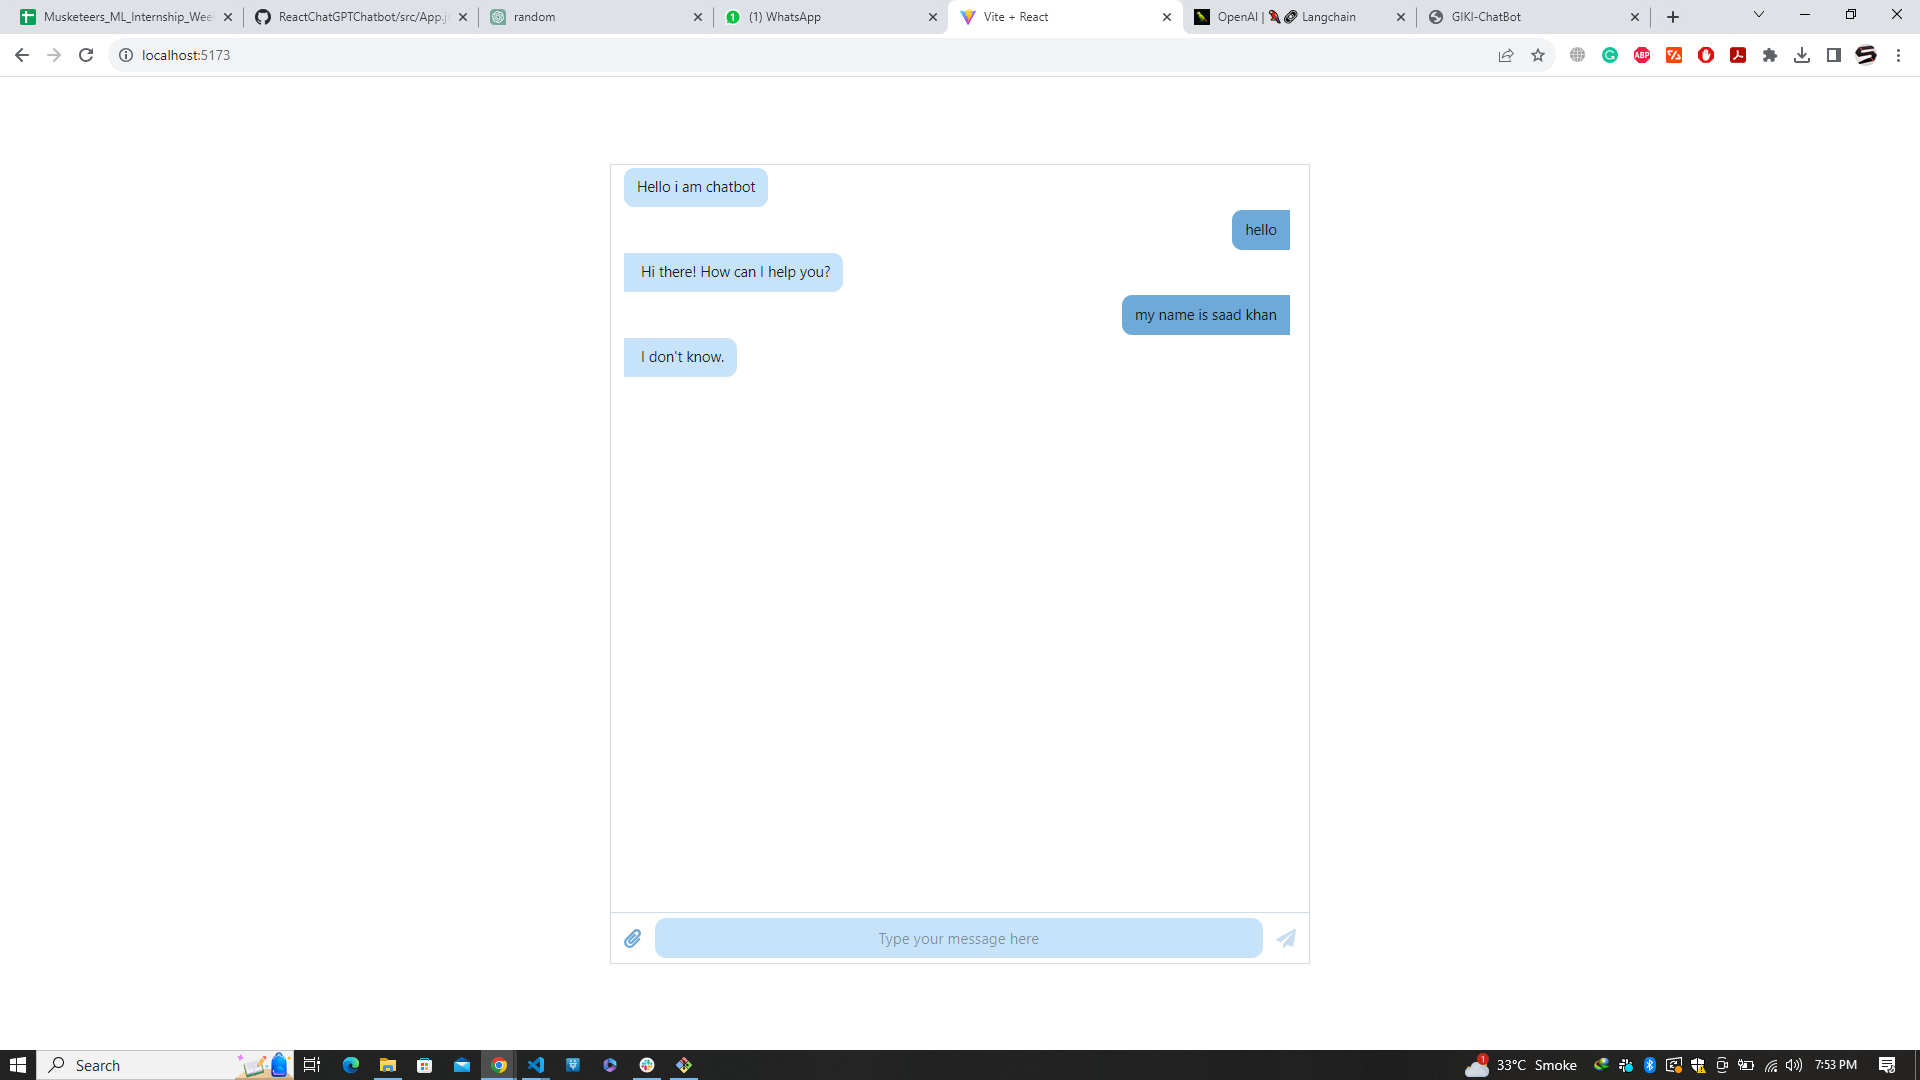 Musketeers_ML_Internship_Wee
ReactChatGPTChatbot/src/App.j
random
(1) WhatsApp
Vite + React
OpenAI | Langchain
GIKI-ChatBot
localhost:5173
ABP
Hello i am chatbot
hello
Hi there! How can I help you?
my name is saad khan
I don't know.
Type your message here
Search
1
33°C Smoke
7:53 PM